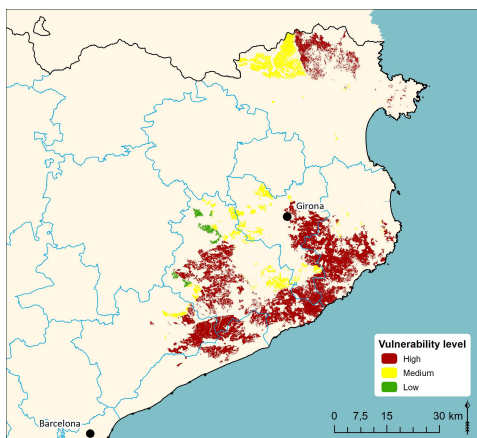 Girona
Vulnerability level
High
Medium
Low
0 7,5 15 30 km
Barcelona